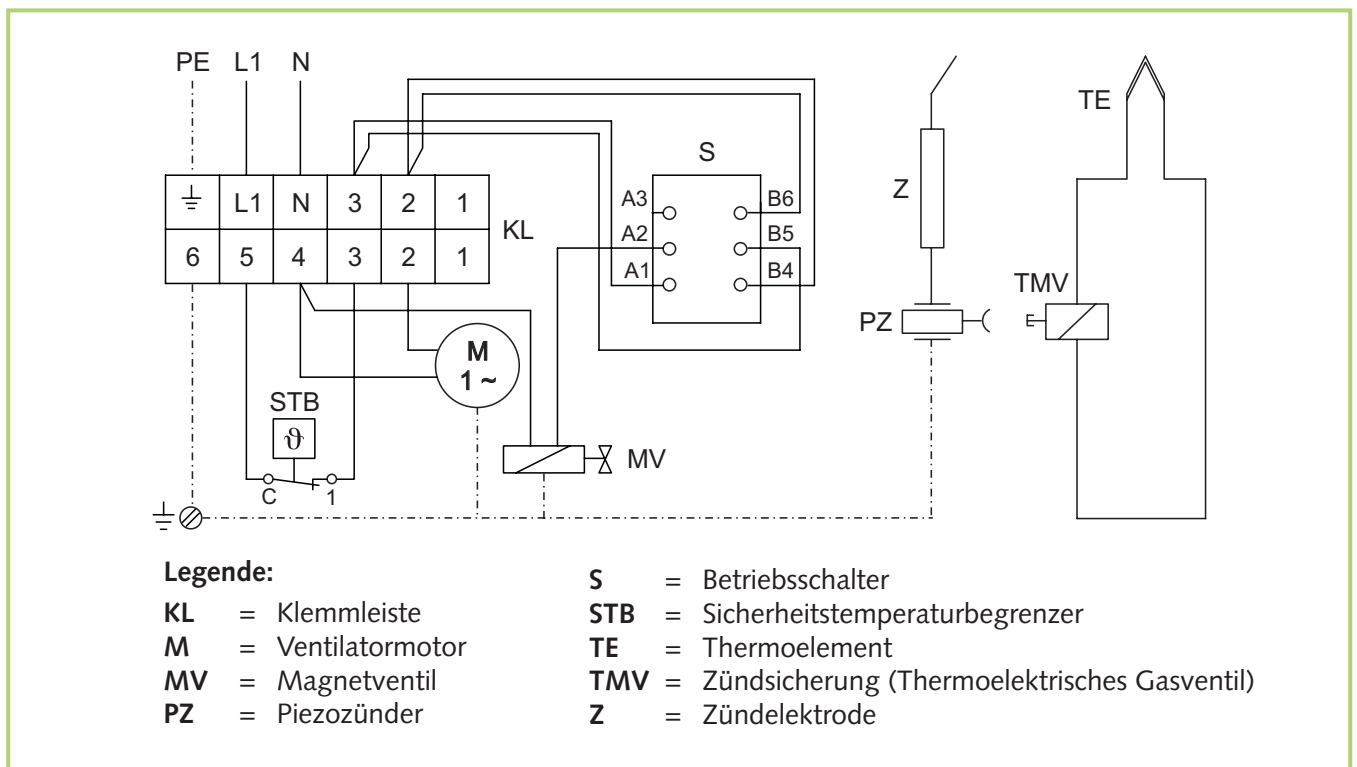 PE L1 N
TE
S
Z
⏚ L1 N 3 2 1
KL
6 5 4 3 2 1
A3 B6
A2 B5
A1 B4
TMV
PZ
M
1 ~
STB
ϑ
MV
C 1
Legende:
KL = Klemmleiste
M = Ventilatormotor
MV = Magnetventil
PZ = Piezozünder
S = Betriebsschalter
STB = Sicherheitstemperaturbegrenzer
TE = Thermoelement
TMV = Zündsicherung (Thermoelektrisches Gasventil)
Z = Zündelektrode